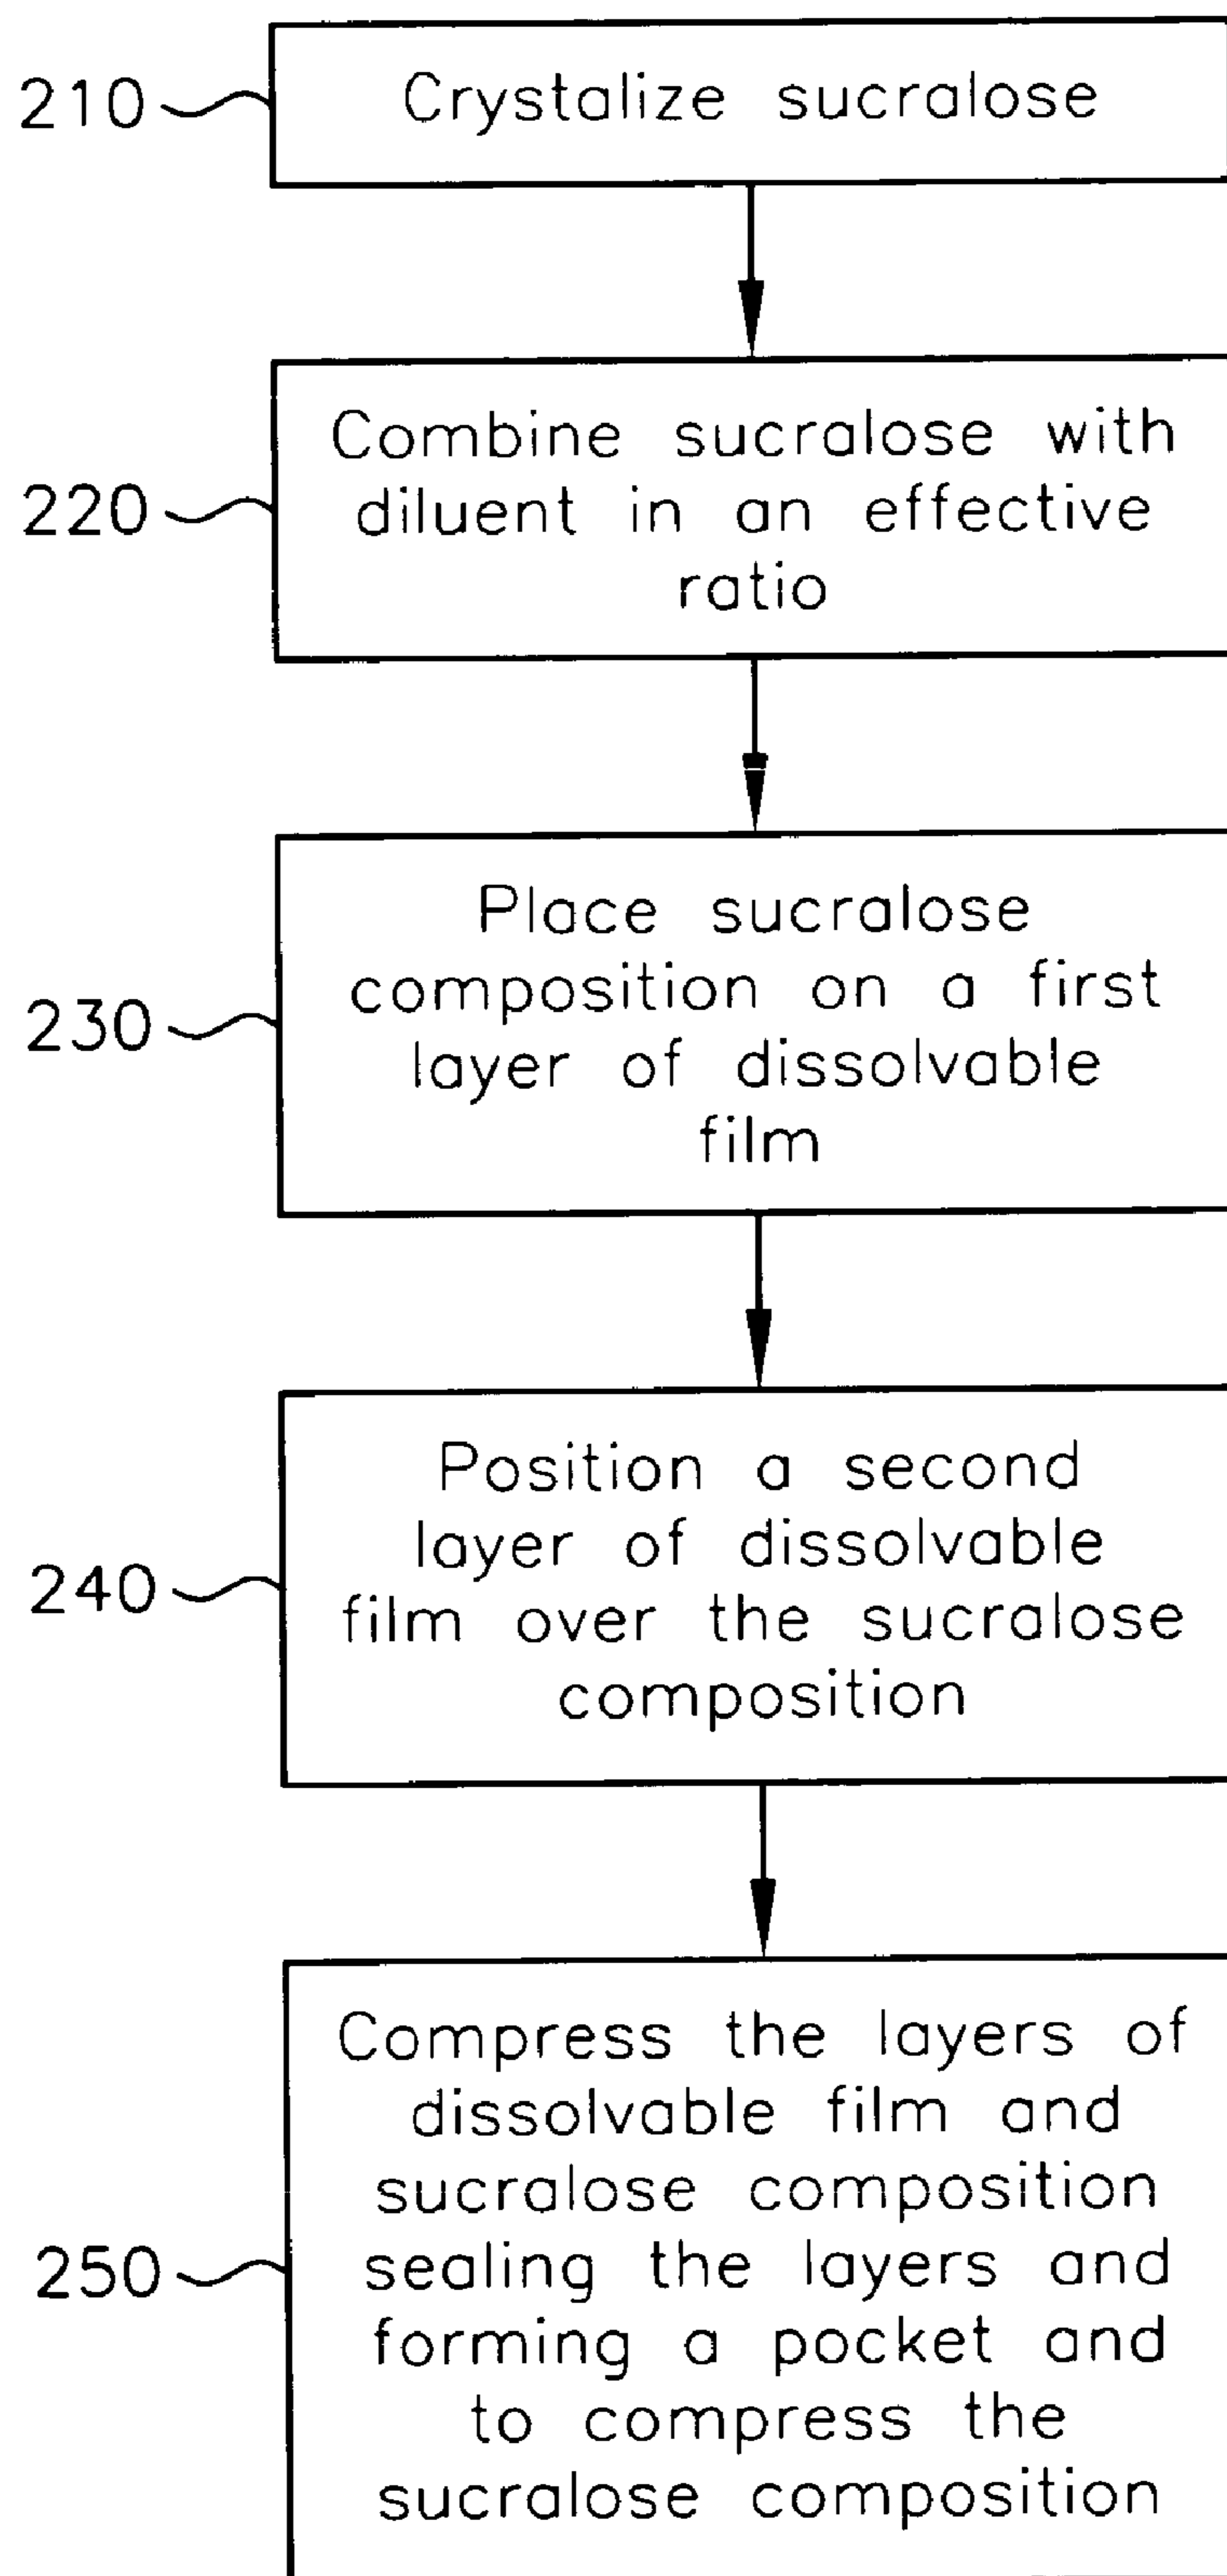 210
Crystalize sucralose
220
Combine sucralose with
diluent in an effective
ratio
230
Place sucralose
composition on a first
layer of dissolvable
film
240
Position a second
layer of dissolvable
film over the sucralose
composition
250
Compress the layers of
dissolvable film and
sucralose composition
sealing the layers and
forming a pocket and
to compress the
sucralose composition